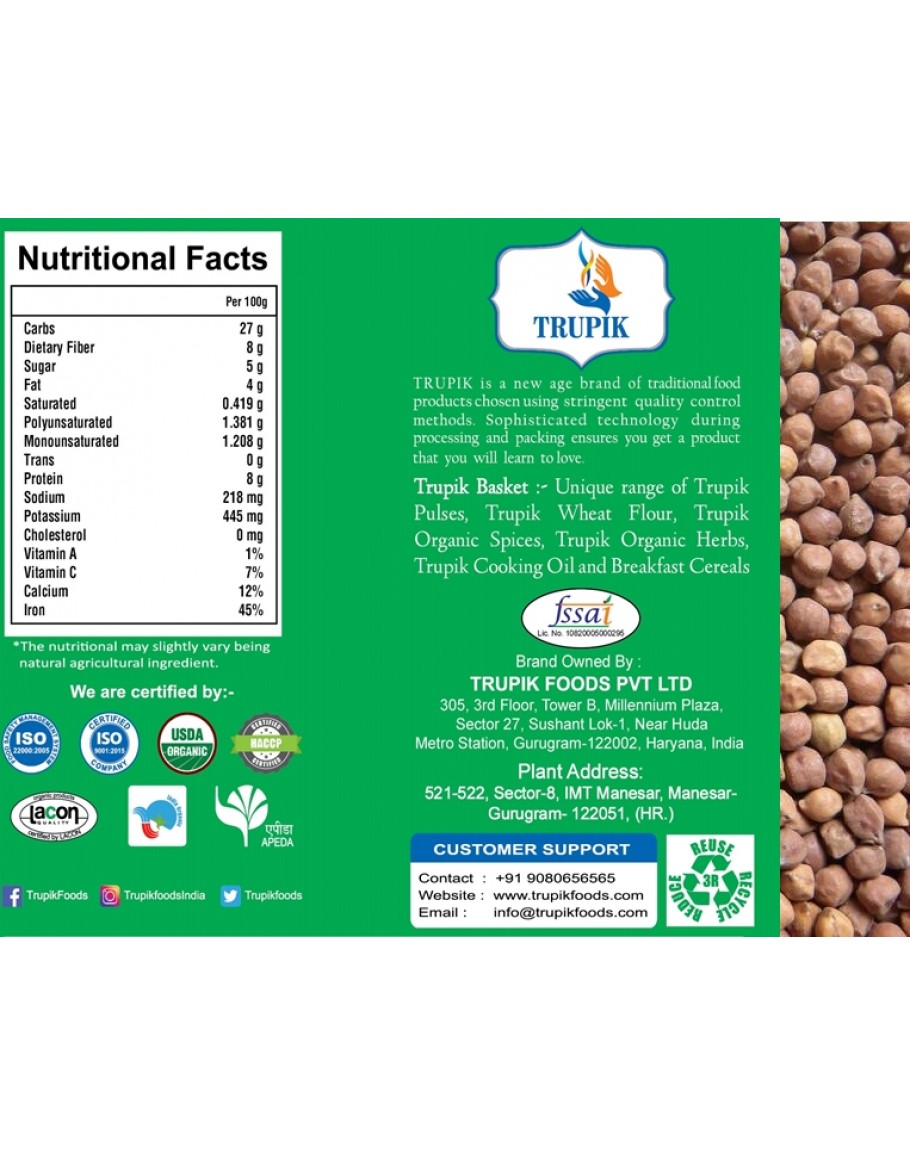 Nutritional Facts
Per 100g
Carbs 27 g
Dietary Fiber 8 g
Sugar 5 g
Fat 4 g
Saturated 0.419 g
Polyunsaturated 1.381 g
Monounsaturated 1.208 g
Trans 0 g
Protein 8 g
Sodium 218 mg
Potassium 445 mg
Cholesterol 0 mg
Vitamin A 1%
Vitamin C 7%
Calcium 12%
Iron 45%
*The nutritional may slightly vary being
natural agricultural ingredient.
We are certified by:-
FOOD SAFETY MANAGEMENT SYSTEM
ISO
22000:2005
CERTIFIED
ISO
9001:2015
COMPANY
USDA
ORGANIC
CERTIFIED
HACCP
CERTIFIED
organic products
lacon
QUALITY
certified by LACON
एपीडा
APEDA
TrupikFoods
TrupikfoodsIndia
Trupikfoods
TRUPIK
TRUPIK is a new age brand of traditional food
products chosen using stringent quality control
methods. Sophisticated technology during
processing and packing ensures you get a product
that you will learn to love.
Trupik Basket :- Unique range of Trupik
Pulses, Trupik Wheat Flour, Trupik
Organic Spices, Trupik Organic Herbs,
Trupik Cooking Oil and Breakfast Cereals
fssai
Lic. No. 10820005000295
Brand Owned By :
TRUPIK FOODS PVT LTD
305, 3rd Floor, Tower B, Millennium Plaza,
Sector 27, Sushant Lok-1, Near Huda
Metro Station, Gurugram-122002, Haryana, India
Plant Address:
521-522, Sector-8, IMT Manesar, Manesar-
Gurugram- 122051, (HR.)
CUSTOMER SUPPORT
Contact : +91 9080656565
Website : www.trupikfoods.com
Email : info@trupikfoods.com
REUSE
RECYCLE
REDUCE
3R